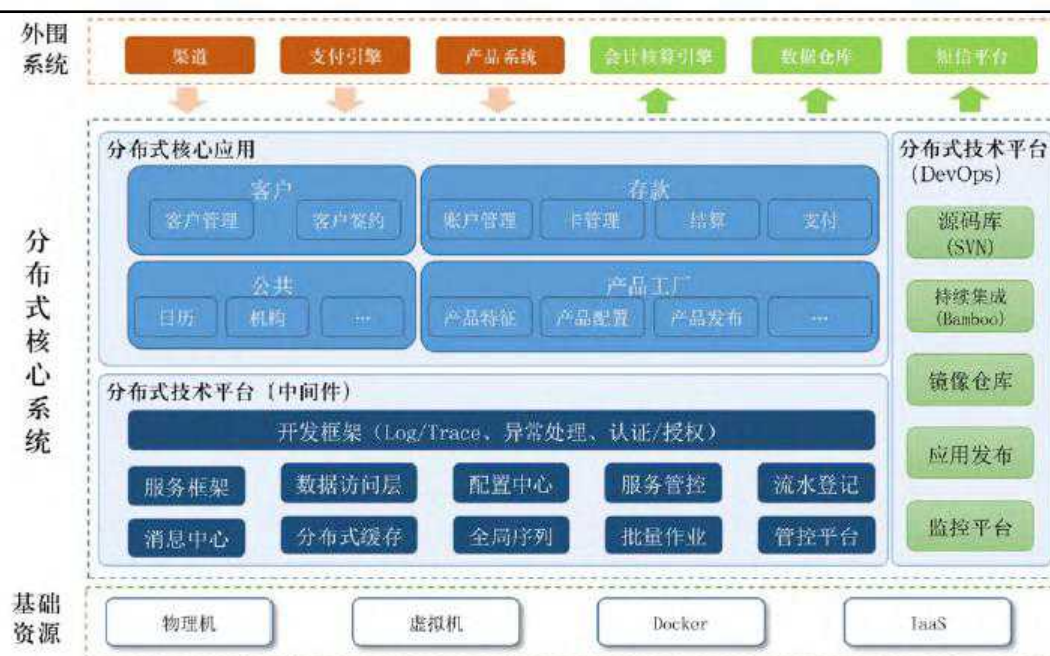 外围
系统
渠道
支付引擎
产品系统
会计核算引擎
数据仓库
短信平台
分布式核心系统
分布式核心应用
客户
客户管理
客户签约
存款
账户管理
卡管理
结算
支付
公共
日历
机构
...
产品工厂
产品特征
产品配置
产品发布
...
分布式技术平台（中间件）
开发框架（Log/Trace、异常处理、认证/授权）
服务框架
数据访问层
配置中心
服务管控
流水登记
消息中心
分布式缓存
全局序列
批量作业
管控平台
分布式技术平台
(DevOps)
源码库
(SVN)
持续集成
(Bamboo)
镜像仓库
应用发布
监控平台
基础
资源
物理机
虚拟机
Docker
IaaS